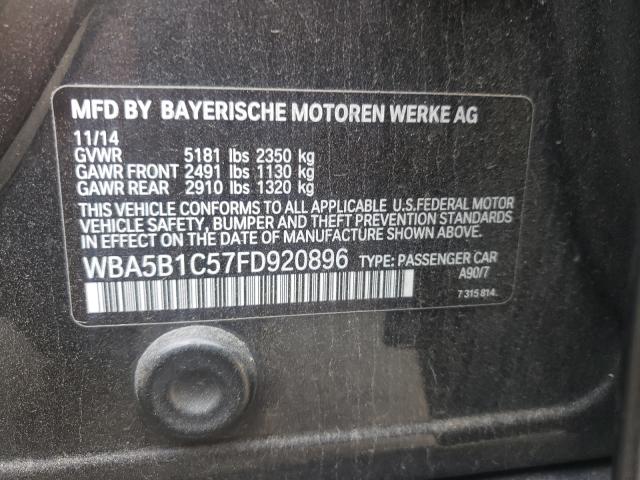 MFD BY BAYERISCHE MOTOREN WERKE AG
11/14
GVWR 5181 lbs 2350 kg
GAWR FRONT 2491 lbs 1130 kg
GAWR REAR 2910 lbs 1320 kg
THIS VEHICLE CONFORMS TO ALL APPLICABLE U.S.FEDERAL MOTOR
VEHICLE SAFETY, BUMPER AND THEFT PREVENTION STANDARDS
IN EFFECT ON THE DATE OF MANUFACTURE SHOWN ABOVE.
WBA5B1C57FD920896 TYPE: PASSENGER CAR
A90/7
7 315 814